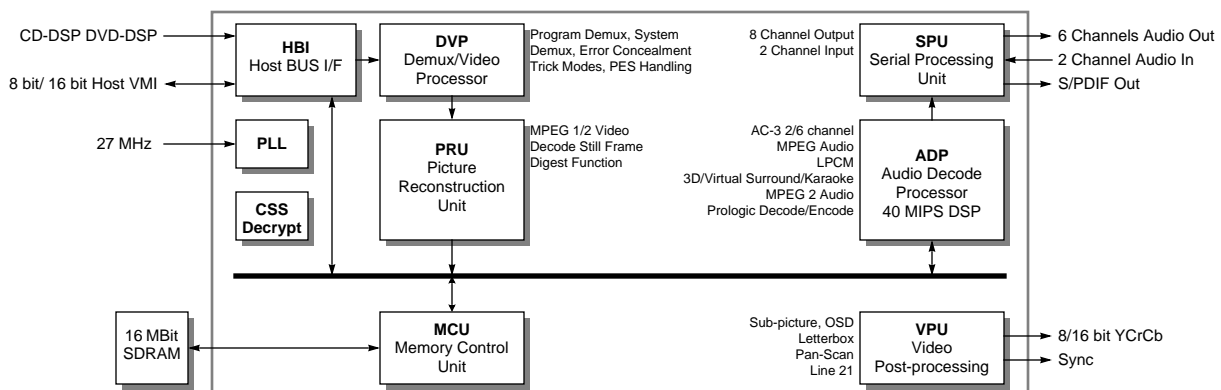 CD-DSP DVD-DSP
8 bit/ 16 bit Host VMI
27 MHz
HBI
Host BUS I/F
PLL
CSS
Decrypt
DVP
Demux/Video
Processor
Program Demux, System
Demux, Error Concealment
Trick Modes, PES Handling
PRU
Picture
Reconstruction
Unit
MPEG 1/2 Video
Decode Still Frame
Digest Function
8 Channel Output
2 Channel Input
SPU
Serial Processing
Unit
6 Channels Audio Out
2 Channel Audio In
S/PDIF Out
AC-3 2/6 channel
MPEG Audio
LPCM
3D/Virtual Surround/Karaoke
MPEG 2 Audio
Prologic Decode/Encode
ADP
Audio Decode
Processor
40 MIPS DSP
16 MBit
SDRAM
MCU
Memory Control
Unit
Sub-picture, OSD
Letterbox
Pan-Scan
Line 21
VPU
Video
Post-processing
8/16 bit YCrCb
Sync